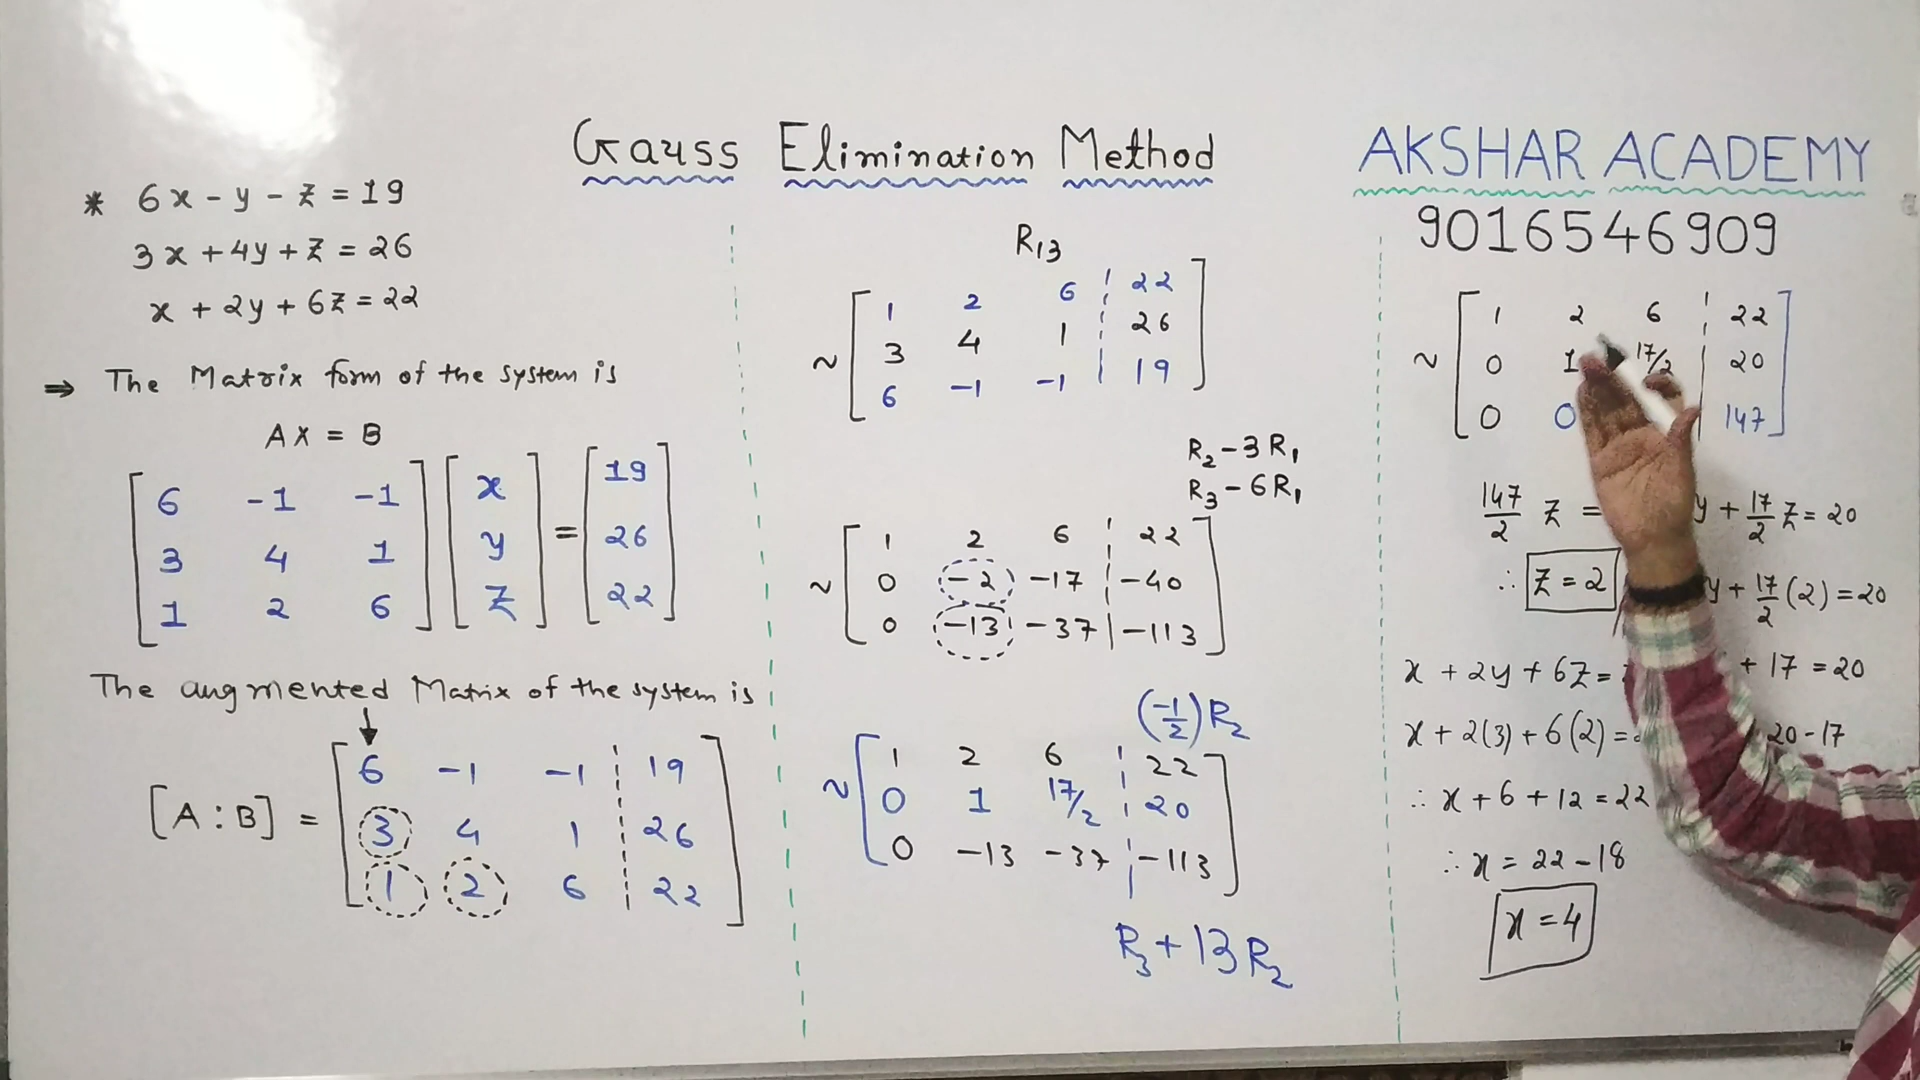 Gauss Elimination Method
AKSHAR ACADEMY
9016546909
* 6x - y - z = 19
3x + 4y + z = 26
x + 2y + 6z = 22
⇒ The Matrix form of the system is
AX = B
[ 6 -1 -1 ] [ x ] = [ 19 ]
[ 3 4 1 ] [ y ] [ 26 ]
[ 1 2 6 ] [ z ] [ 22 ]
The augmented Matrix of the system is
[A : B] =
6 -1 -1 19
3 4 1 26
1 2 6 22
R13
~
1 2 6 22
3 4 1 26
6 -1 -1 19
R2 - 3R1
R3 - 6R1
~
1 2 6 22
0 -2 -17 -40
0 -13 -37 -113
(-1/2)R2
~
1 2 6 22
0 1 17/2 20
0 -13 -37 -113
R3 + 13R2
~
1 2 6 22
0 1 17/2 20
0 0 147
147/2 z =
∴ z = 2
x + 2y + 6z =
x + 2(3) + 6(2) =
∴ x + 6 + 12 = 22
∴ x = 22 - 18
x = 4
y + 17/2 z = 20
y + 17/2 (2) = 20
+ 17 = 20
20 - 17